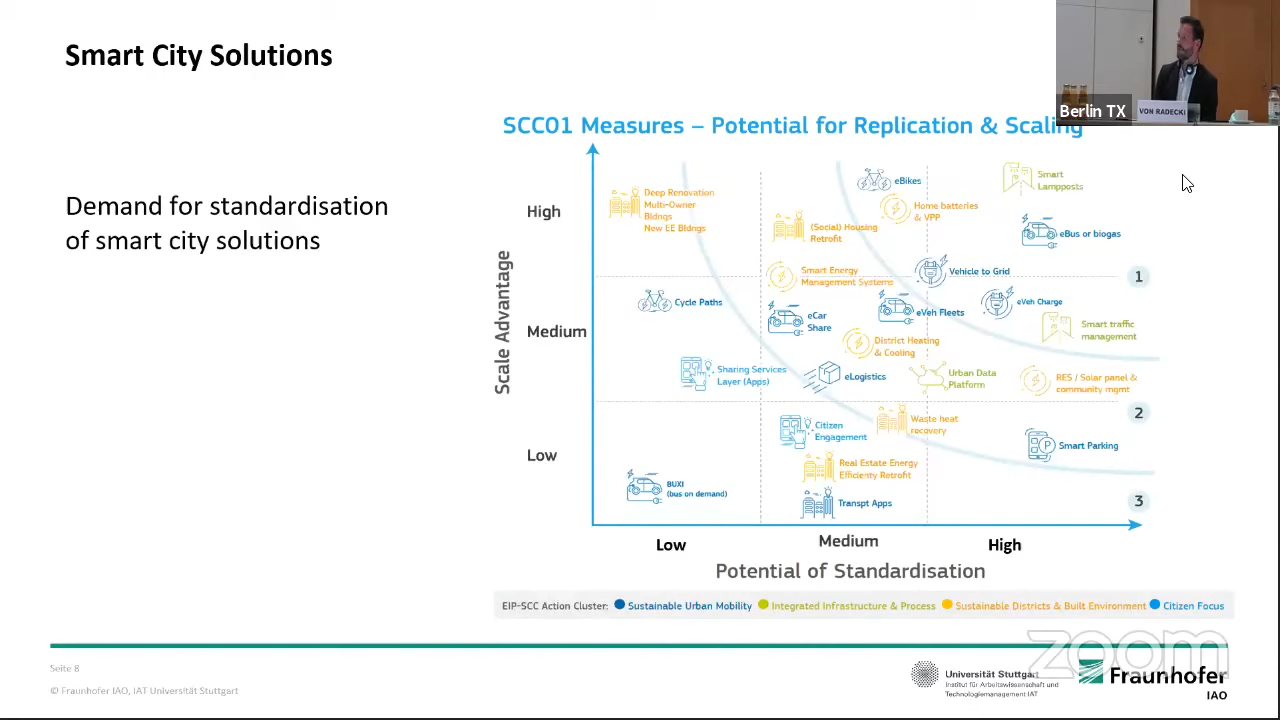 Smart City Solutions
Berlin TX
VON RADECKI
Demand for standardisation
of smart city solutions
SCC01 Measures – Potential for Replication & Scaling
Scale Advantage
High
Medium
Low
Deep Renovation
Multi-Owner
Bldngs
New EE Bldngs
eBikes
Home batteries
& VPP
(Social) Housing
Retrofit
Smart
Lampposts
eBus or biogas
1
Smart Energy
Management Systems
Vehicle to Grid
Cycle Paths
eCar
Share
eVeh Fleets
eVeh Charge
Smart traffic
management
District Heating
& Cooling
Sharing Services
Layer (Apps)
eLogistics
Urban Data
Platform
RES / Solar panel &
community mgmt
2
Citizen
Engagement
Waste heat
recovery
P
Smart Parking
Real Estate Energy
Efficiency Retrofit
BUXI
(bus on demand)
Transpt Apps
3
Low
Medium
High
Potential of Standardisation
EIP-SCC Action Cluster: Sustainable Urban Mobility Integrated Infrastructure & Process Sustainable Districts & Built Environment Citizen Focus
zoom
Seite 8
© Fraunhofer IAO, IAT Universität Stuttgart
Universität Stuttgart
Institut für Arbeitswissenschaft und
Technologiemanagement IAT
Fraunhofer
IAO